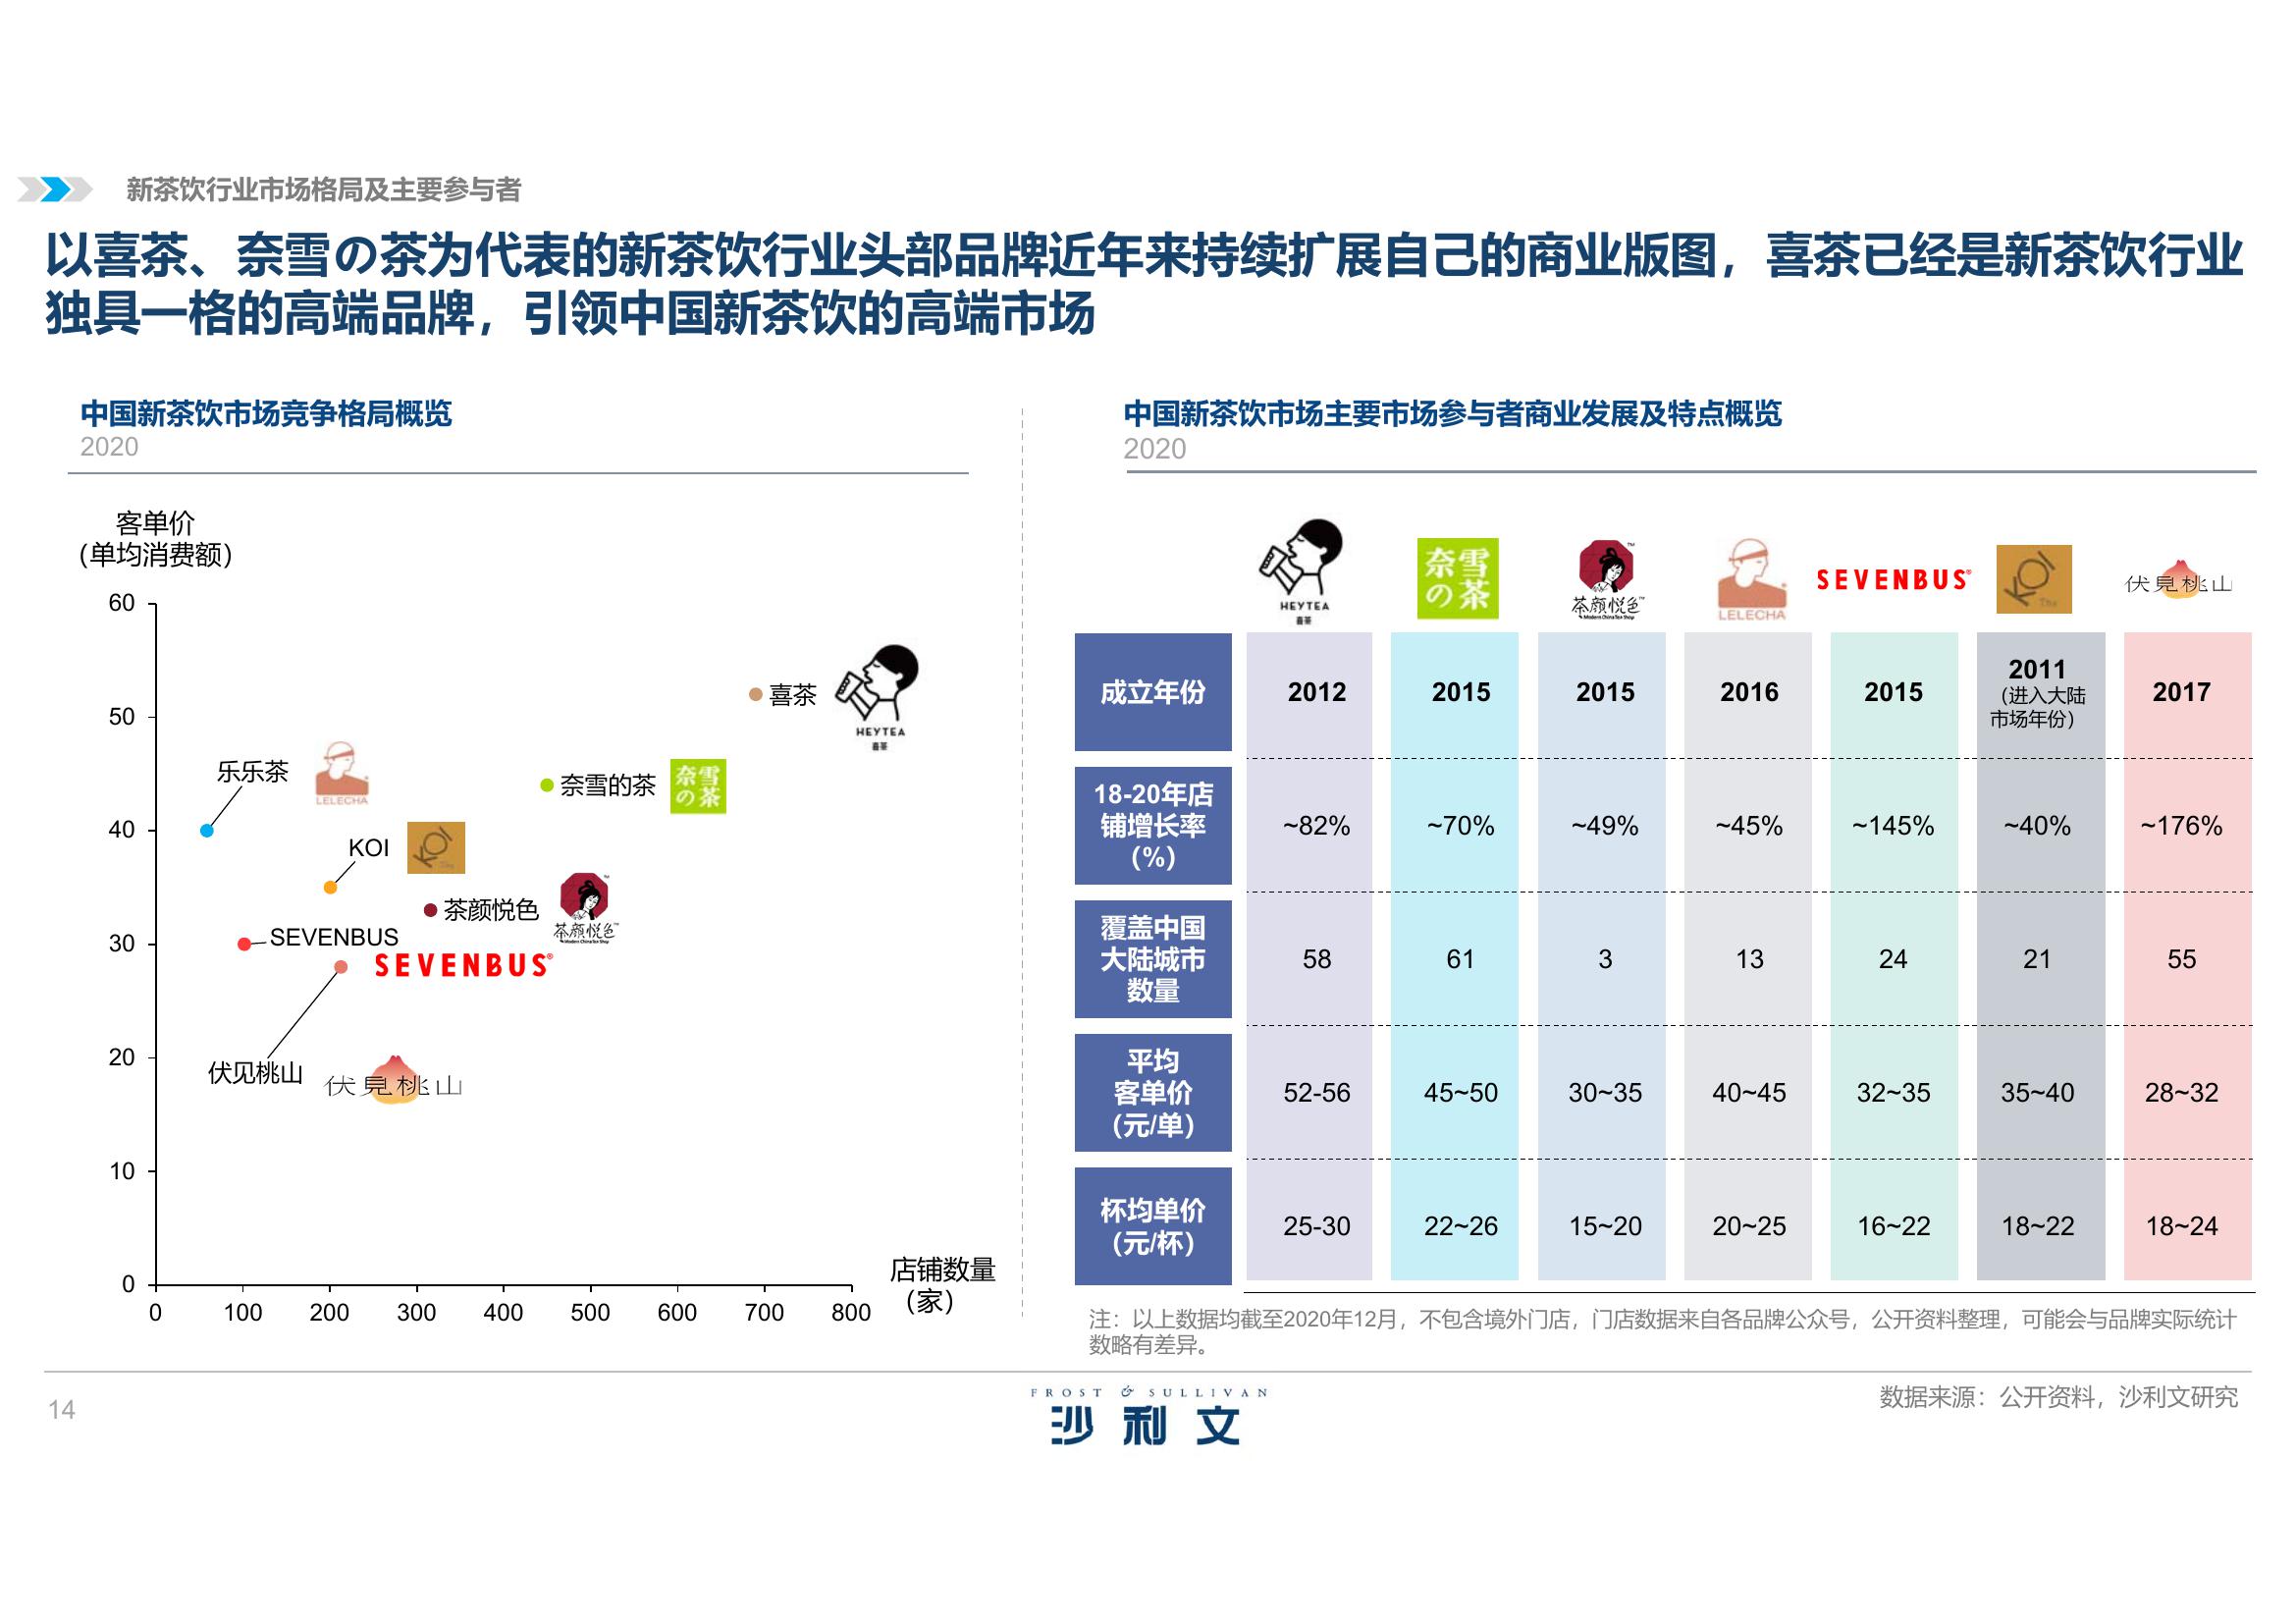 新茶饮行业市场格局及主要参与者
以喜茶、奈雪の茶为代表的新茶饮行业头部品牌近年来持续扩展自己的商业版图，喜茶已经是新茶饮行业
独具一格的高端品牌，引领中国新茶饮的高端市场
中国新茶饮市场竞争格局概览
2020
客单价
（单均消费额）
60
50
40
30
20
10
0
0 100 200 300 400 500 600 700 800
店铺数量
（家）
喜茶
HEYTEA
喜茶
奈雪的茶
奈雪
の茶
乐乐茶
LELECHA
KOI
KOI
The
茶颜悦色
茶颜悦色
Modern China Tea Shop
SEVENBUS
SEVENBUS®
伏见桃山
伏見桃山
中国新茶饮市场主要市场参与者商业发展及特点概览
2020
HEYTEA
喜茶
奈雪
の茶
茶颜悦色™
Modern China Tea Shop
LELECHA
SEVENBUS®
KOI
The
伏見桃山
成立年份
2012 2015 2015 2016 2015 2011 2017
（进入大陆
市场年份）
18-20年店
铺增长率
（%）
~82% ~70% ~49% ~45% ~145% ~40% ~176%
覆盖中国
大陆城市
数量
58 61 3 13 24 21 55
平均
客单价
（元/单）
52-56 45~50 30~35 40~45 32~35 35~40 28~32
杯均单价
（元/杯）
25-30 22~26 15~20 20~25 16~22 18~22 18~24
注：以上数据均截至2020年12月，不包含境外门店，门店数据来自各品牌公众号，公开资料整理，可能会与品牌实际统计
数略有差异。
14
FROST & SULLIVAN
沙利文
数据来源：公开资料，沙利文研究